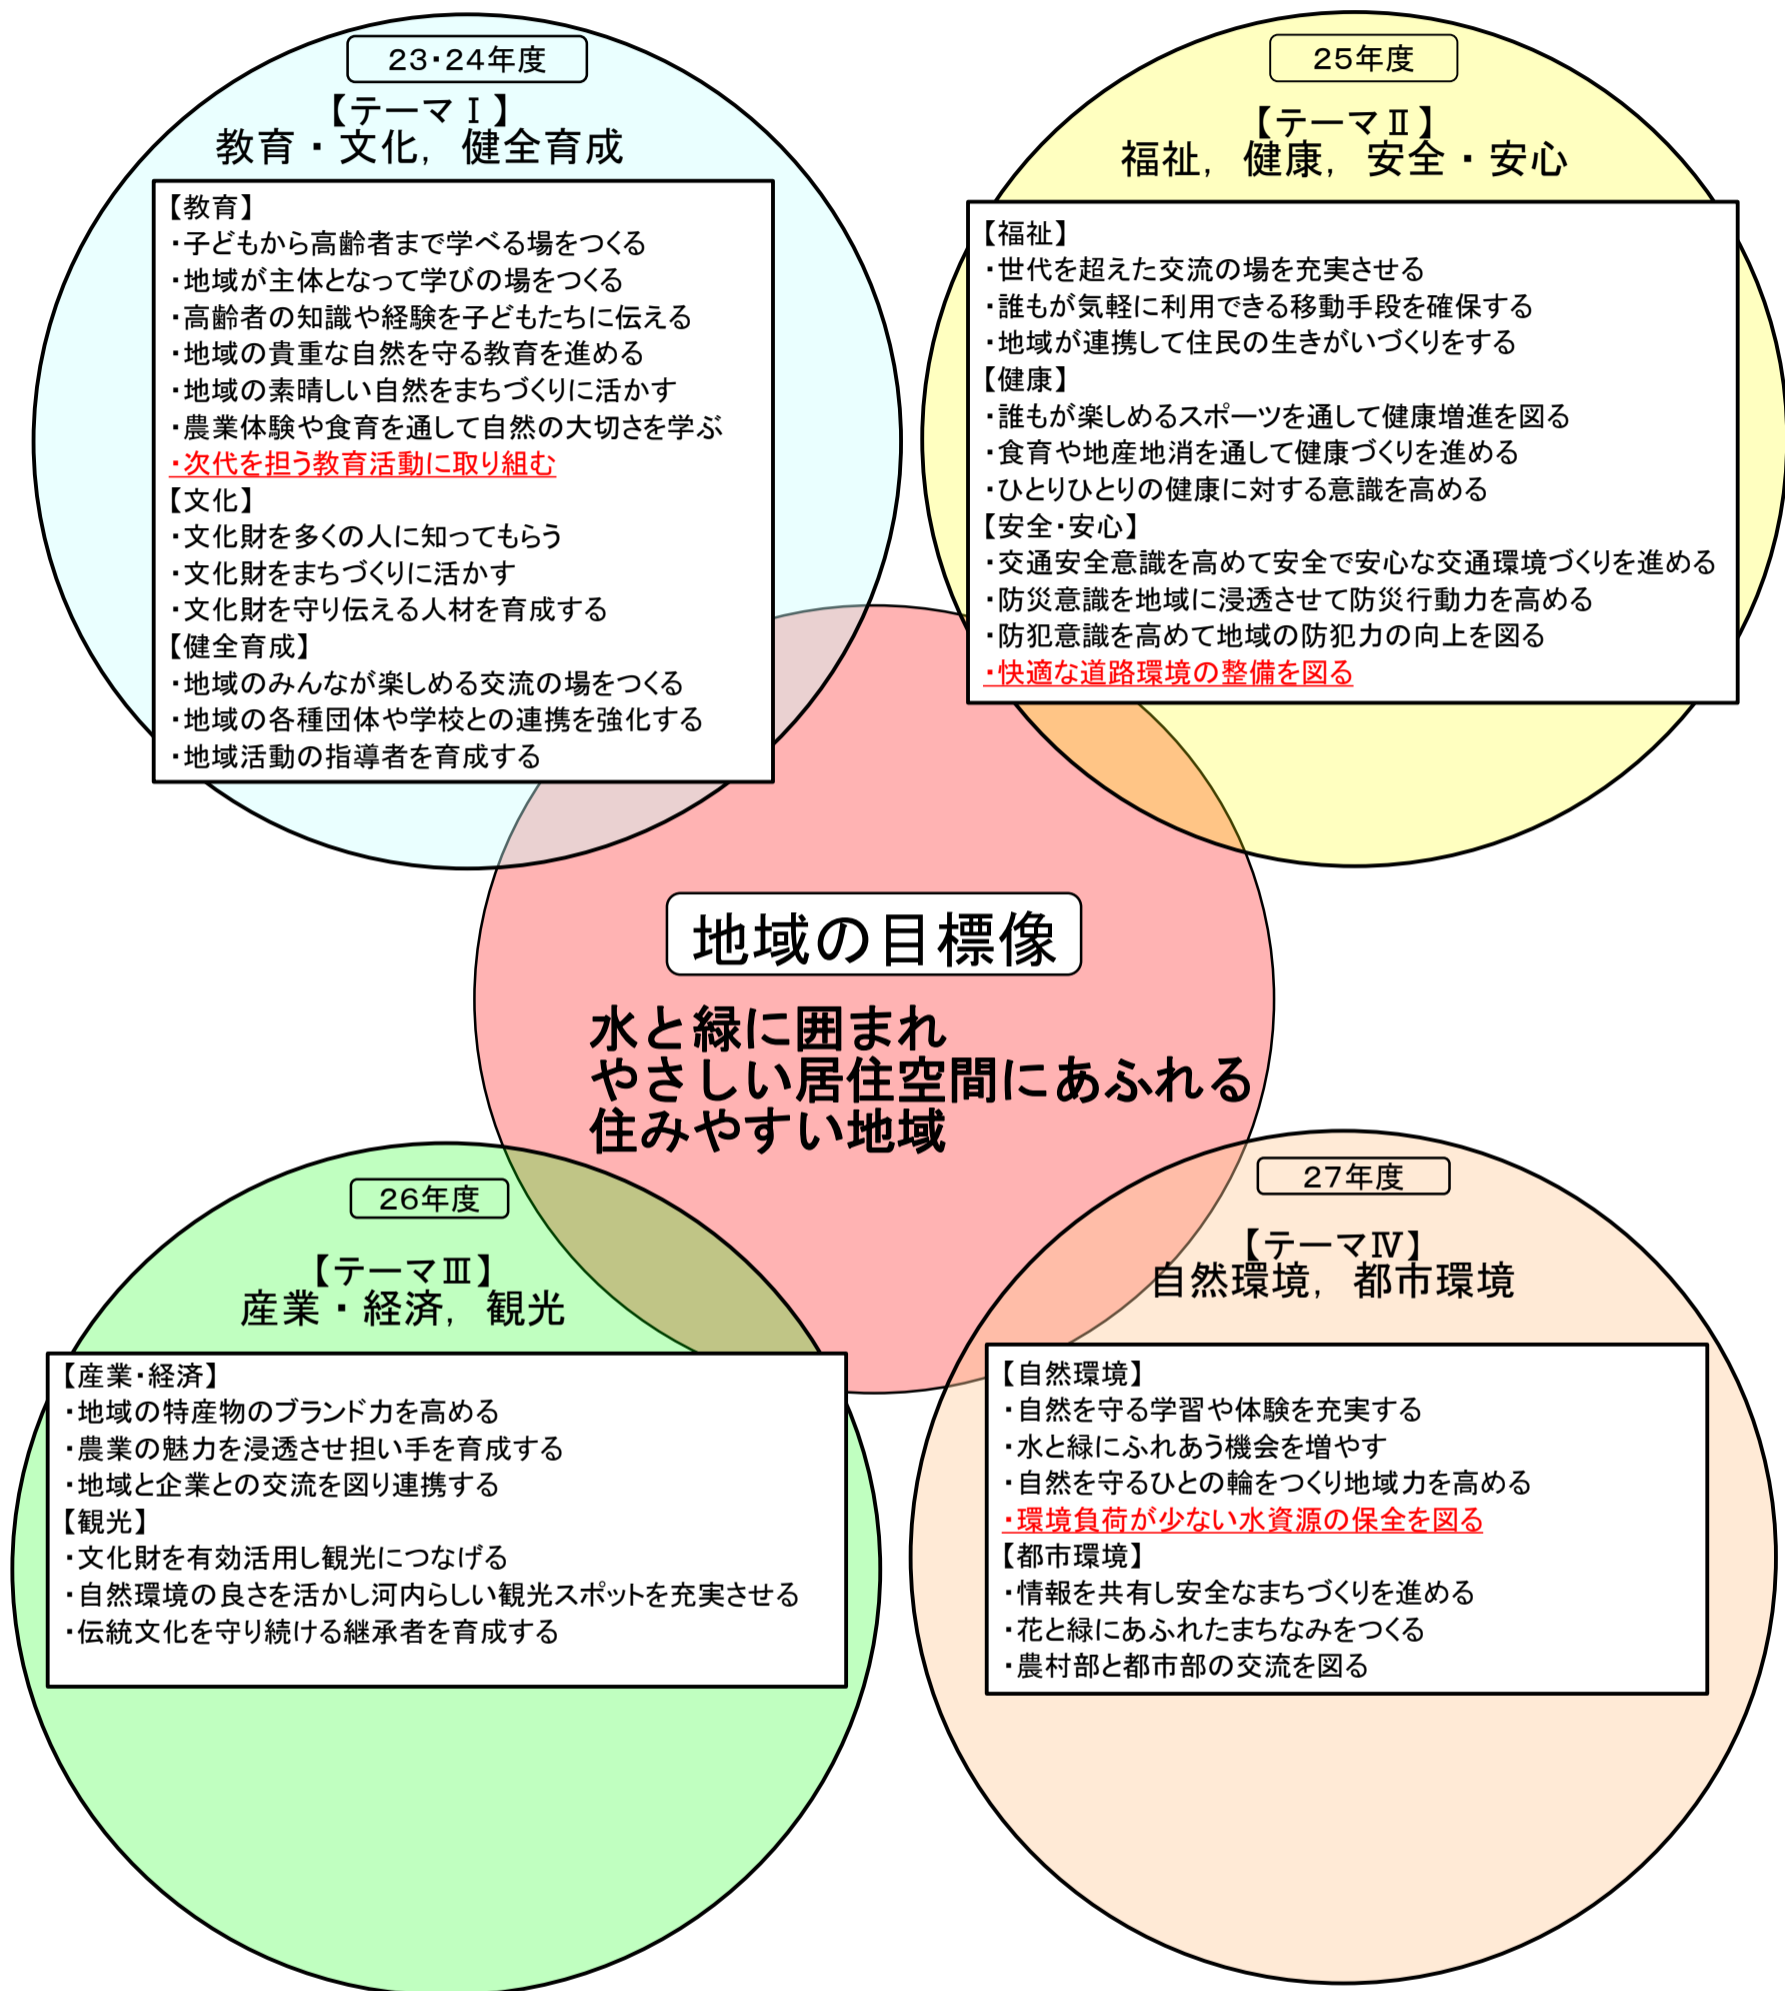 23・24年度
【テーマⅠ】
教育・文化，健全育成
【教育】
・子どもから高齢者まで学べる場をつくる
・地域が主体となって学びの場をつくる
・高齢者の知識や経験を子どもたちに伝える
・地域の貴重な自然を守る教育を進める
・地域の素晴しい自然をまちづくりに活かす
・農業体験や食育を通して自然の大切さを学ぶ
・次代を担う教育活動に取り組む
【文化】
・文化財を多くの人に知ってもらう
・文化財をまちづくりに活かす
・文化財を守り伝える人材を育成する
【健全育成】
・地域のみんなが楽しめる交流の場をつくる
・地域の各種団体や学校との連携を強化する
・地域活動の指導者を育成する
25年度
【テーマⅡ】
福祉，健康，安全・安心
【福祉】
・世代を超えた交流の場を充実させる
・誰もが気軽に利用できる移動手段を確保する
・地域が連携して住民の生きがいづくりをする
【健康】
・誰もが楽しめるスポーツを通して健康増進を図る
・食育や地産地消を通して健康づくりを進める
・ひとりひとりの健康に対する意識を高める
【安全・安心】
・交通安全意識を高めて安全で安心な交通環境づくりを進める
・防災意識を地域に浸透させて防災行動力を高める
・防犯意識を高めて地域の防犯力の向上を図る
・快適な道路環境の整備を図る
地域の目標像
水と緑に囲まれ
やさしい居住空間にあふれる
住みやすい地域
26年度
【テーマⅢ】
産業・経済，観光
【産業・経済】
・地域の特産物のブランド力を高める
・農業の魅力を浸透させ担い手を育成する
・地域と企業との交流を図り連携する
【観光】
・文化財を有効活用し観光につなげる
・自然環境の良さを活かし河内らしい観光スポットを充実させる
・伝統文化を守り続ける継承者を育成する
27年度
【テーマⅣ】
自然環境，都市環境
【自然環境】
・自然を守る学習や体験を充実する
・水と緑にふれあう機会を増やす
・自然を守るひとの輪をつくり地域力を高める
・環境負荷が少ない水資源の保全を図る
【都市環境】
・情報を共有し安全なまちづくりを進める
・花と緑にあふれたまちなみをつくる
・農村部と都市部の交流を図る